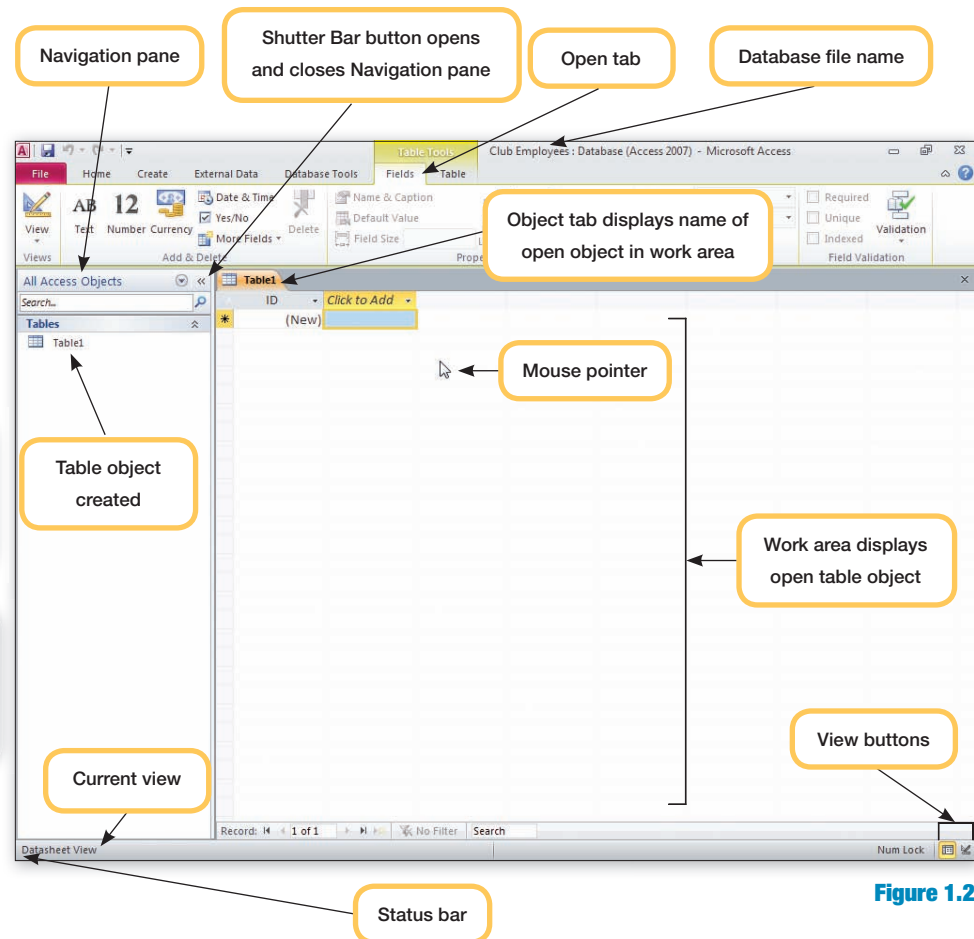 Navigation pane
Shutter Bar button opens
and closes Navigation pane
Open tab
Database file name
Table Tools
Club Employees : Database (Access 2007) - Microsoft Access
File Home Create External Data Database Tools Fields Table
View
Views
AB
Text
12
Number
Currency
Date & Time
Yes/No
More Fields
Delete
Add & Delete
Name & Caption
Default Value
Field Size
Required
Unique
Indexed
Validation
Field Validation
Object tab displays name of
open object in work area
All Access Objects
Search...
Tables
Table1
Table1
ID Click to Add
(New)
Mouse pointer
Table object
created
Work area displays
open table object
View buttons
Current view
Record: 1 of 1 No Filter Search
Datasheet View Num Lock
Status bar
Figure 1.2